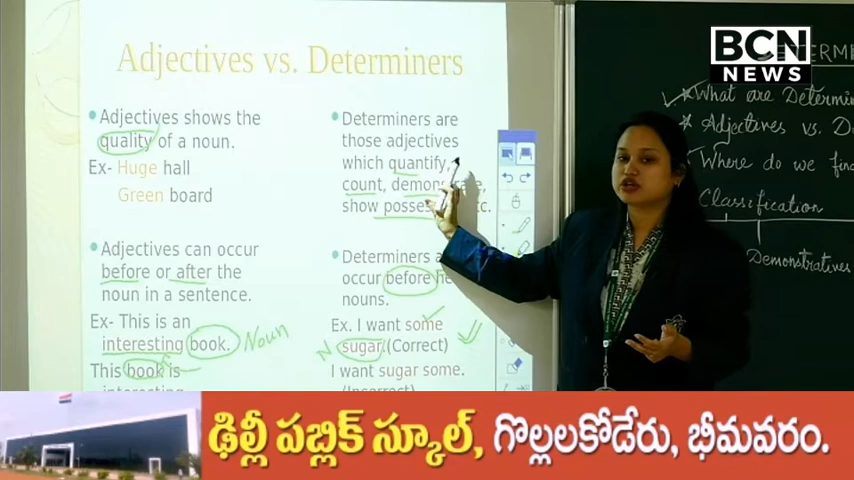 Adjectives vs. Determiners
Adjectives shows the
quality of a noun.
Ex- Huge hall
Green board
Adjectives can occur
before or after the
noun in a sentence.
Ex- This is an
interesting book. Noun
This book is
Determiners are
those adjectives
which quantify,
count,
show
Determiners
occur before
nouns.
Ex. I want some
N sugar.(Correct)
I want sugar some.
(Incorrect)
BCN
NEWS
What are
Adjectives vs.
Where do we
Classification
Demonstratives
ఢిల్లీ పబ్లిక్ స్కూల్, గొల్లలకోడేరు, భీమవరం.